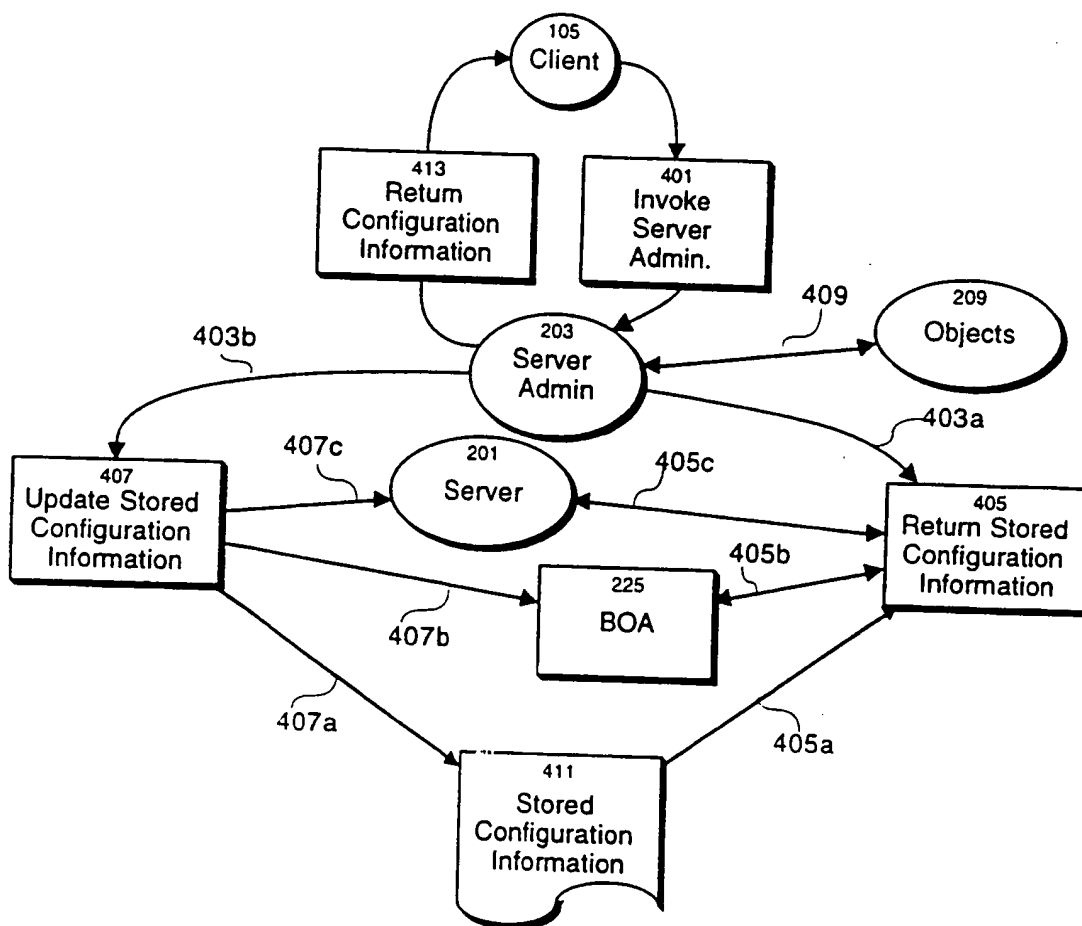 105
Client
413
Return
Configuration
Information
401
Invoke
Server
Admin.
409
209
Objects
403b
203
Server
Admin
403a
407
Update Stored
Configuration
Information
407c
201
Server
405c
405
Return Stored
Configuration
Information
405b
225
BOA
407b
407a
405a
411
Stored
Configuration
Information